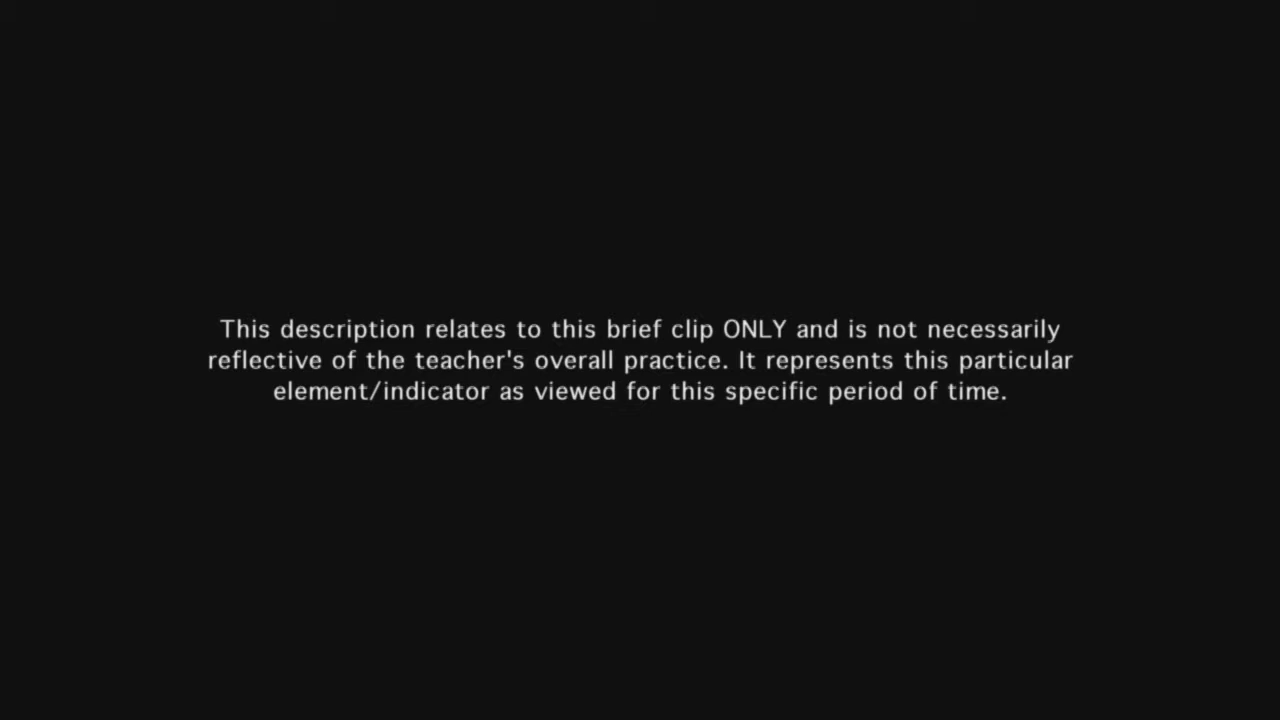 This description relates to this brief clip ONLY and is not necessarily
reflective of the teacher's overall practice. It represents this particular
element/indicator as viewed for this specific period of time.